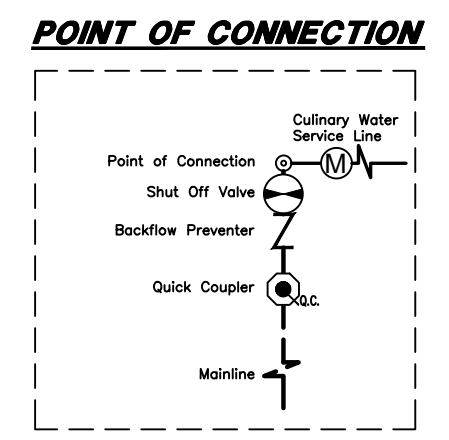 POINT OF CONNECTION
Culinary Water
Service Line
Point of Connection
M
Shut Off Valve
Backflow Preventer
Quick Coupler
Q.C.
Mainline